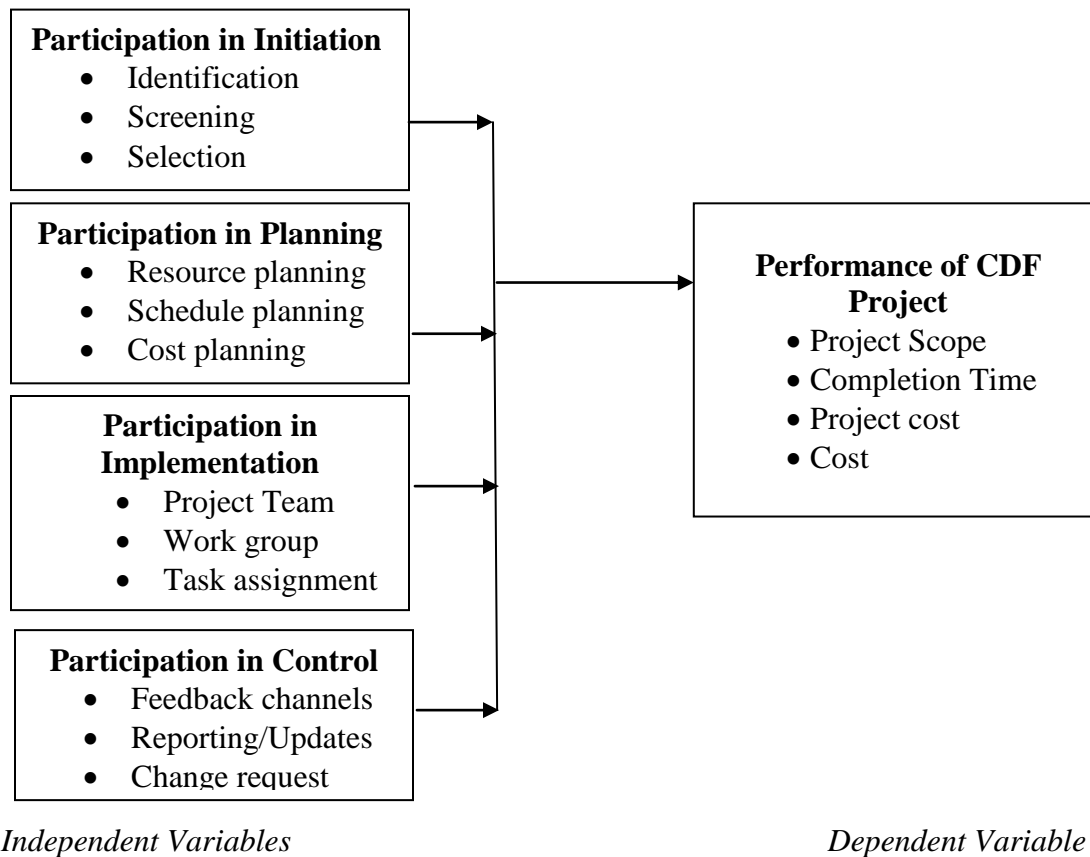 Participation in Initiation
• Identification
• Screening
• Selection
Participation in Planning
• Resource planning
• Schedule planning
• Cost planning
Participation in
Implementation
• Project Team
• Work group
• Task assignment
Participation in Control
• Feedback channels
• Reporting/Updates
• Change request
Performance of CDF
Project
• Project Scope
• Completion Time
• Project cost
• Cost
Independent Variables
Dependent Variable